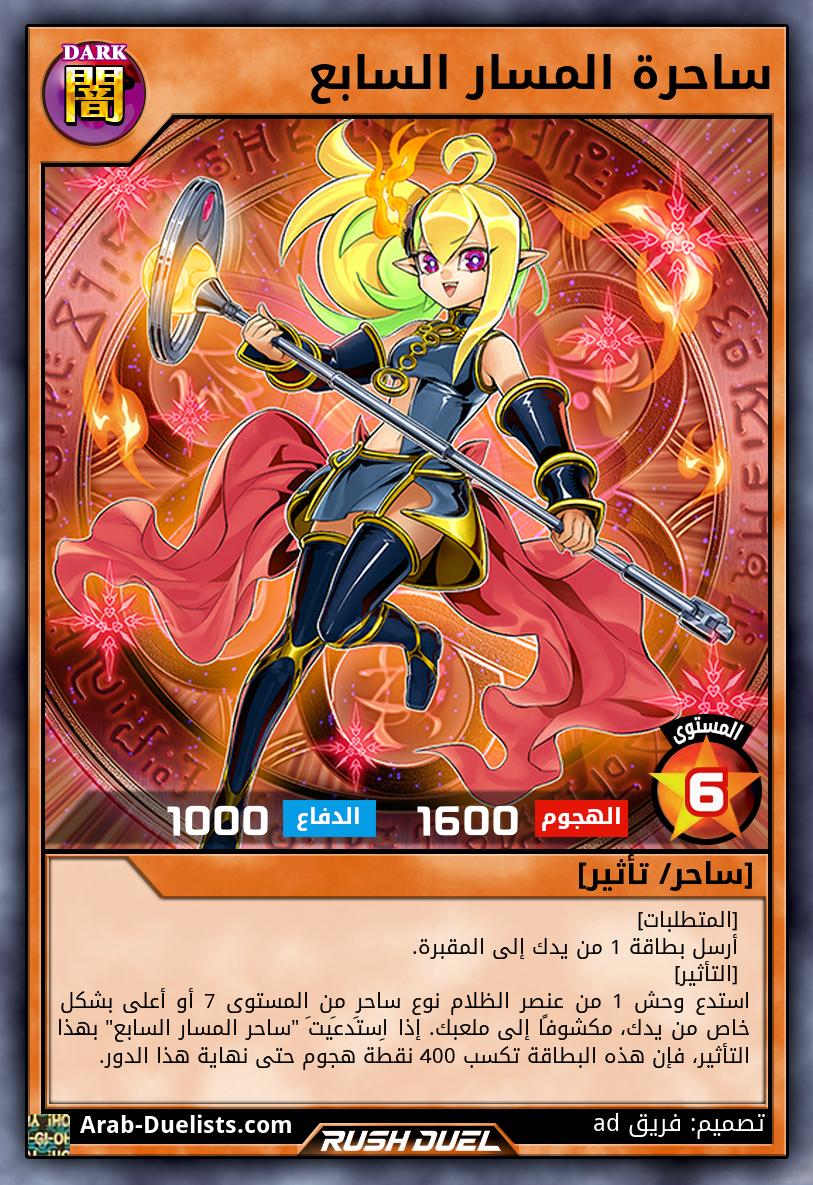 DARK
闇
ساحرة المسار السابع
المستوى
6
الهجوم 1600 الدفاع 1000
[ساحر/ تأثير]
[المتطلبات]
أرسل بطاقة 1 من يدك إلى المقبرة.
[التأثير]
استدع وحش 1 من عنصر الظلام نوع ساحرِ من المستوى 7 أو أعلى بشكل
خاص من يدك، مكشوفًا إلى ملعبك. إذا اِستَدعيَت َ "ساحر المسار السابع" بهذا
التأثير، فإن هذه البطاقة تكسب 400 نقطة هجوم حتى نهاية هذا الدور.
تصميم: فريق ad
Arab-Duelists.com
RUSH DUEL